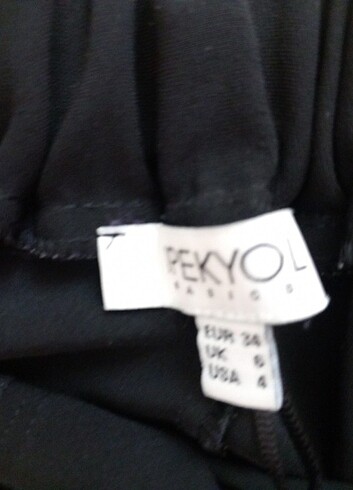 İPEKYOL
BASICS
EUR 34
UK 6
USA 4